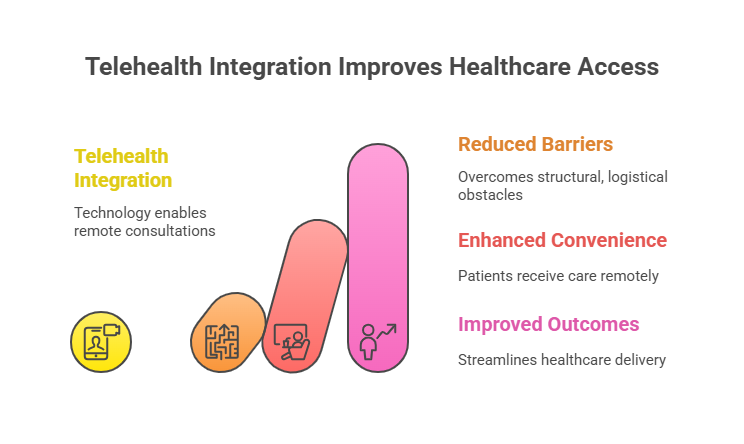 Telehealth Integration Improves Healthcare Access
Telehealth
Integration
Technology enables
remote consultations
Reduced Barriers
Overcomes structural, logistical
obstacles
Enhanced Convenience
Patients receive care remotely
Improved Outcomes
Streamlines healthcare delivery